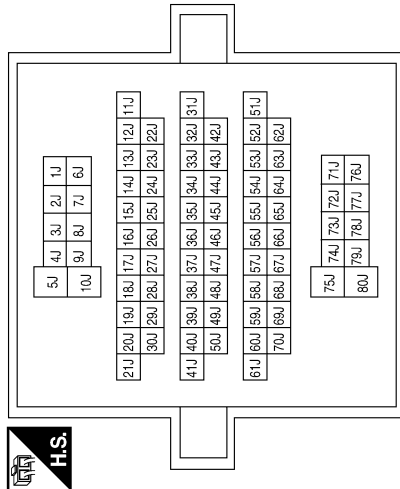 H.S.
5J 4J 3J 2J 1J
10J 9J 8J 7J 6J
21J 20J 19J 18J 17J 16J 15J 14J 13J 12J 11J
30J 29J 28J 27J 26J 25J 24J 23J 22J
41J 40J 39J 38J 37J 36J 35J 34J 33J 32J 31J
50J 49J 48J 47J 46J 45J 44J 43J 42J
61J 60J 59J 58J 57J 56J 55J 54J 53J 52J 51J
70J 69J 68J 67J 66J 65J 64J 63J 62J
75J 74J 73J 72J 71J
80J 79J 78J 77J 76J